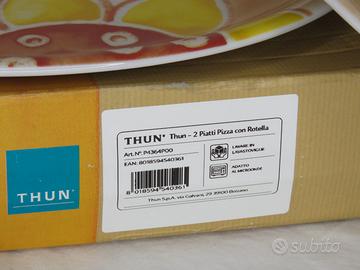 THUN® Thun - 2 Piatti Pizza con Rotella
Art. N°. P4364P00
EAN: 8018594540361
LAVARE IN
LAVASTOVIGLIE
ADATTO
AL MICROONDE
8 018594 540361
Thun S.p.A. via Galvani, 29 39100 Bolzano
THUN®
subito